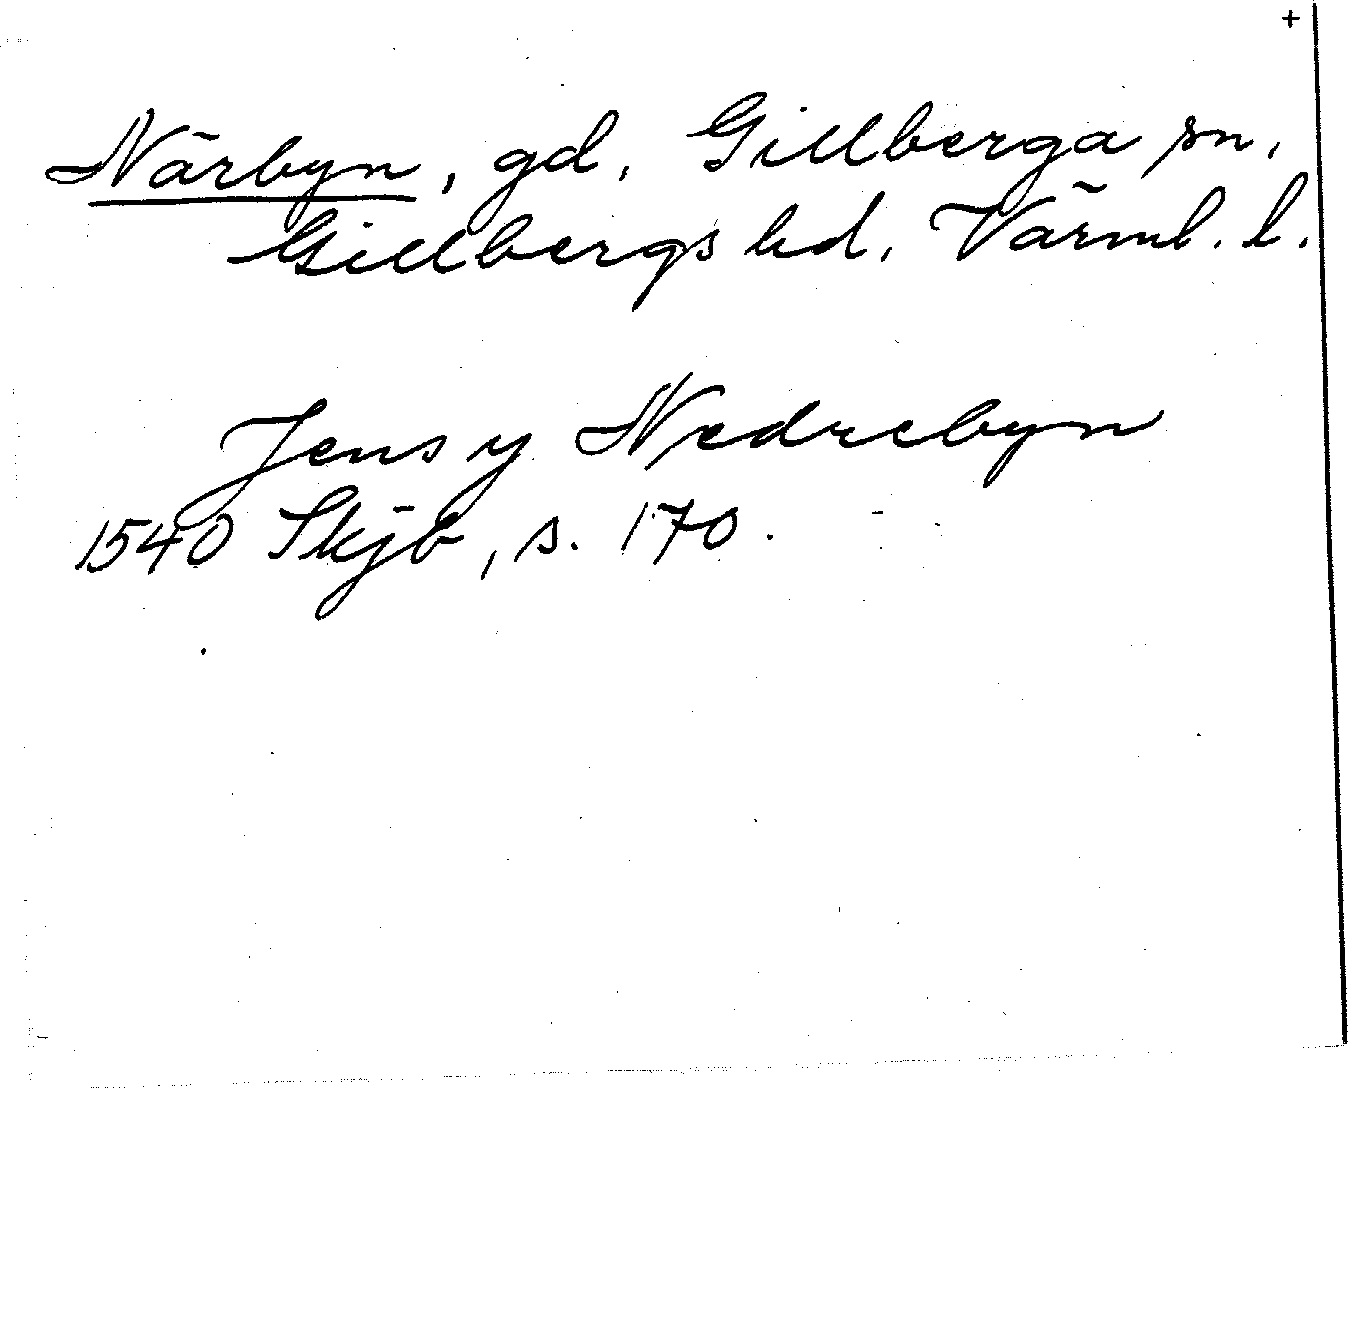 +
Närbyn, gd, Gillberga sn,
Gillbergs hd, Värml. l.
Jens y Nedrebyn
1540 Skjb, s. 170.